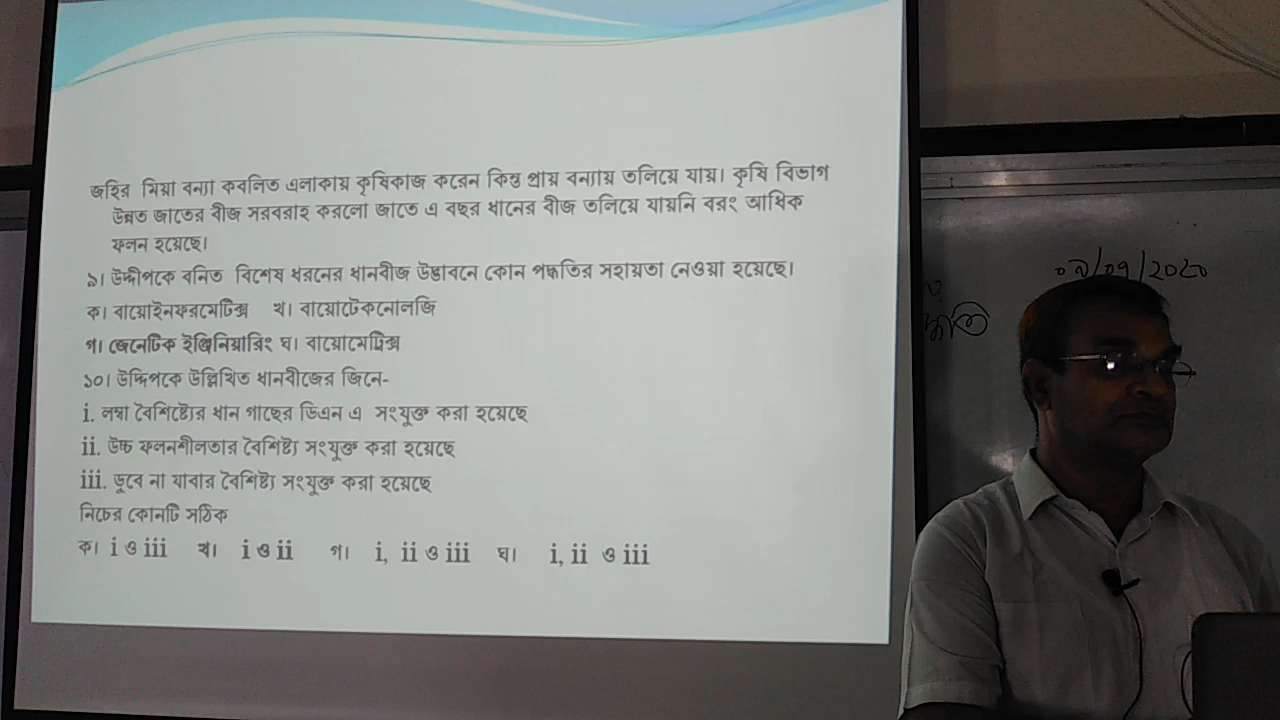 জহির মিয়া বন্যা কবলিত এলাকায় কৃষিকাজ করেন কিন্তু প্রায় বন্যায় তলিয়ে যায়। কৃষি বিভাগ
উন্নত জাতের বীজ সরবরাহ করলো জাতে এ বছর ধানের বীজ তলিয়ে যায়নি বরং আধিক
ফলন হয়েছে।
৯। উদ্দীপকে বনিত বিশেষ ধরনের ধানবীজ উদ্ভাবনে কোন পদ্ধতির সহায়তা নেওয়া হয়েছে।
ক। বায়োইনফরমেটিক্স খ। বায়োটেকনোলজি
গ। জেনেটিক ইঞ্জিনিয়ারিং ঘ। বায়োমেট্রিক্স
১০। উদ্দিপকে উল্লিখিত ধানবীজের জিনে-
i. লম্বা বৈশিষ্ট্যের ধান গাছের ডিএন এ সংযুক্ত করা হয়েছে
ii. উচ্চ ফলনশীলতার বৈশিষ্ট্য সংযুক্ত করা হয়েছে
iii. ডুবে না যাবার বৈশিষ্ট্য সংযুক্ত করা হয়েছে
নিচের কোনটি সঠিক
ক। i ও iii খ। i ও ii গ। i, ii ও iii ঘ। i, ii ও iii